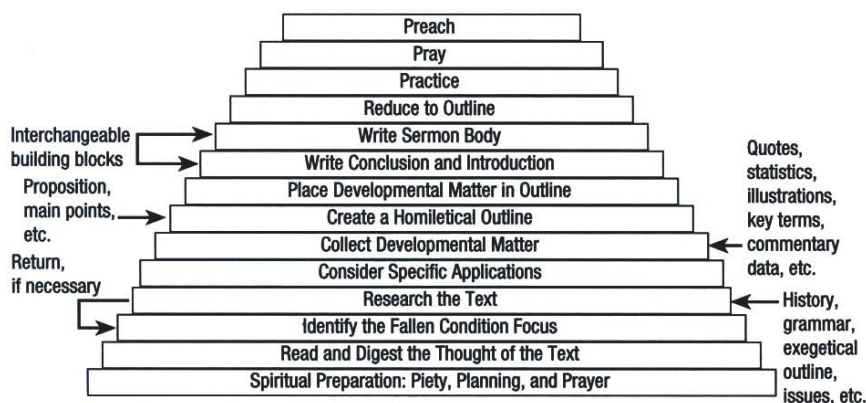 Preach
Pray
Practice
Reduce to Outline
Write Sermon Body
Write Conclusion and Introduction
Place Developmental Matter in Outline
Create a Homiletical Outline
Collect Developmental Matter
Consider Specific Applications
Research the Text
Identify the Fallen Condition Focus
Read and Digest the Thought of the Text
Spiritual Preparation: Piety, Planning, and Prayer
Interchangeable
building blocks
Proposition,
main points,
etc.
Return,
if necessary
Quotes,
statistics,
illustrations,
key terms,
commentary
data, etc.
History,
grammar,
exegetical
outline,
issues, etc.